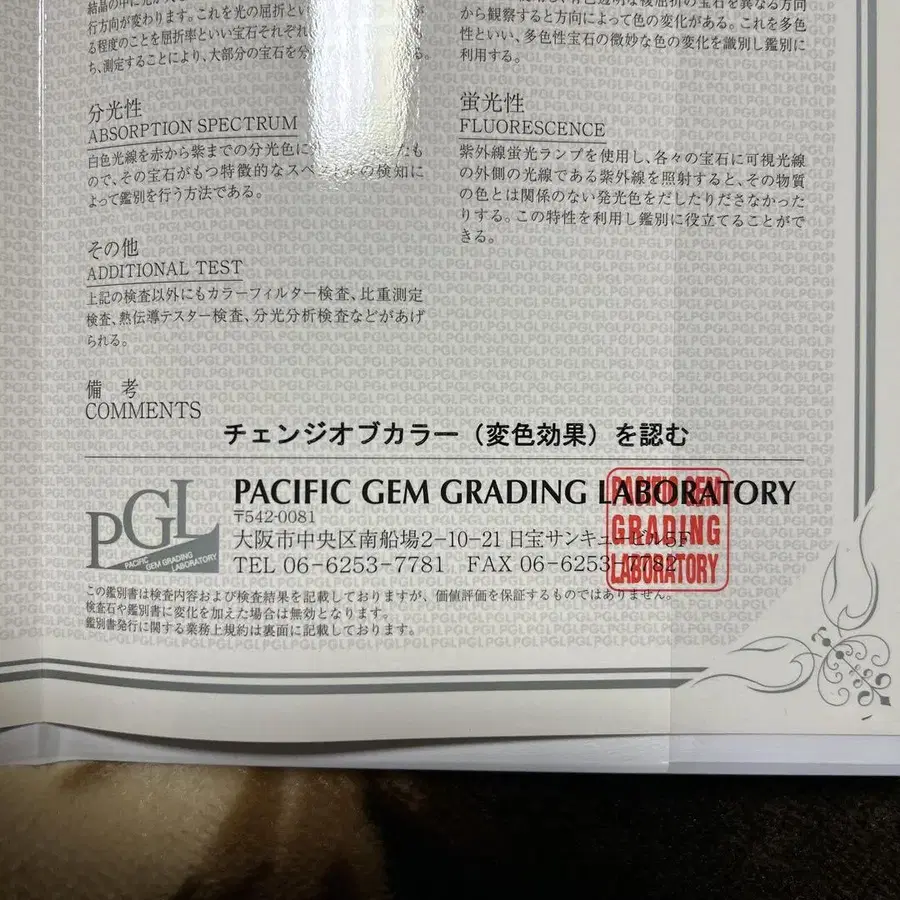 行方向が変わります。これを光の屈折とい
る程度のことを屈折率といい宝石それぞれ
ち、測定することにより、大部分の宝石を分
分光性
ABSORPTION SPECTRUM
白色光線を赤から紫までの分光色に
ので、その宝石がもつ特徴的なスペクトルの検知に
よって鑑別を行う方法である。
その他
ADDITIONAL TEST
上記の検査以外にもカラーフィルター検査、比重測定
検査、熱伝導テスター検査、分光分析検査などがあげ
られる。
から観察すると方向によって色の変化がある。これを多色
性といい、多色性宝石の微妙な色の変化を識別し鑑別に
利用する。
蛍光性
FLUORESCENCE
紫外線蛍光ランプを使用し、各々の宝石に可視光線
の外側の光線である紫外線を照射すると、その物質
の色とは関係のない発光色をだしたりださなかった
りする。この特性を利用し鑑別に役立てることがで
きる。
備 考
COMMENTS
チェンジオブカラー（変色効果）を認む
PGL
PACIFIC GEM GRADING LABORATORY
PACIFIC GEM GRADING LABORATORY
〒542-0081
大阪市中央区南船場2-10-21 日宝サンキュービル5F
TEL 06-6253-7781 FAX 06-6253-7782
PACIFIC GEM
GRADING
LABORATORY
この鑑別書は検査内容および検査結果を記載しておりますが、価値評価を保証するものではありません。
検査石や鑑別書に変化を加えた場合は無効となります。
鑑別書発行に関する業務上規約は裏面に記載しております。